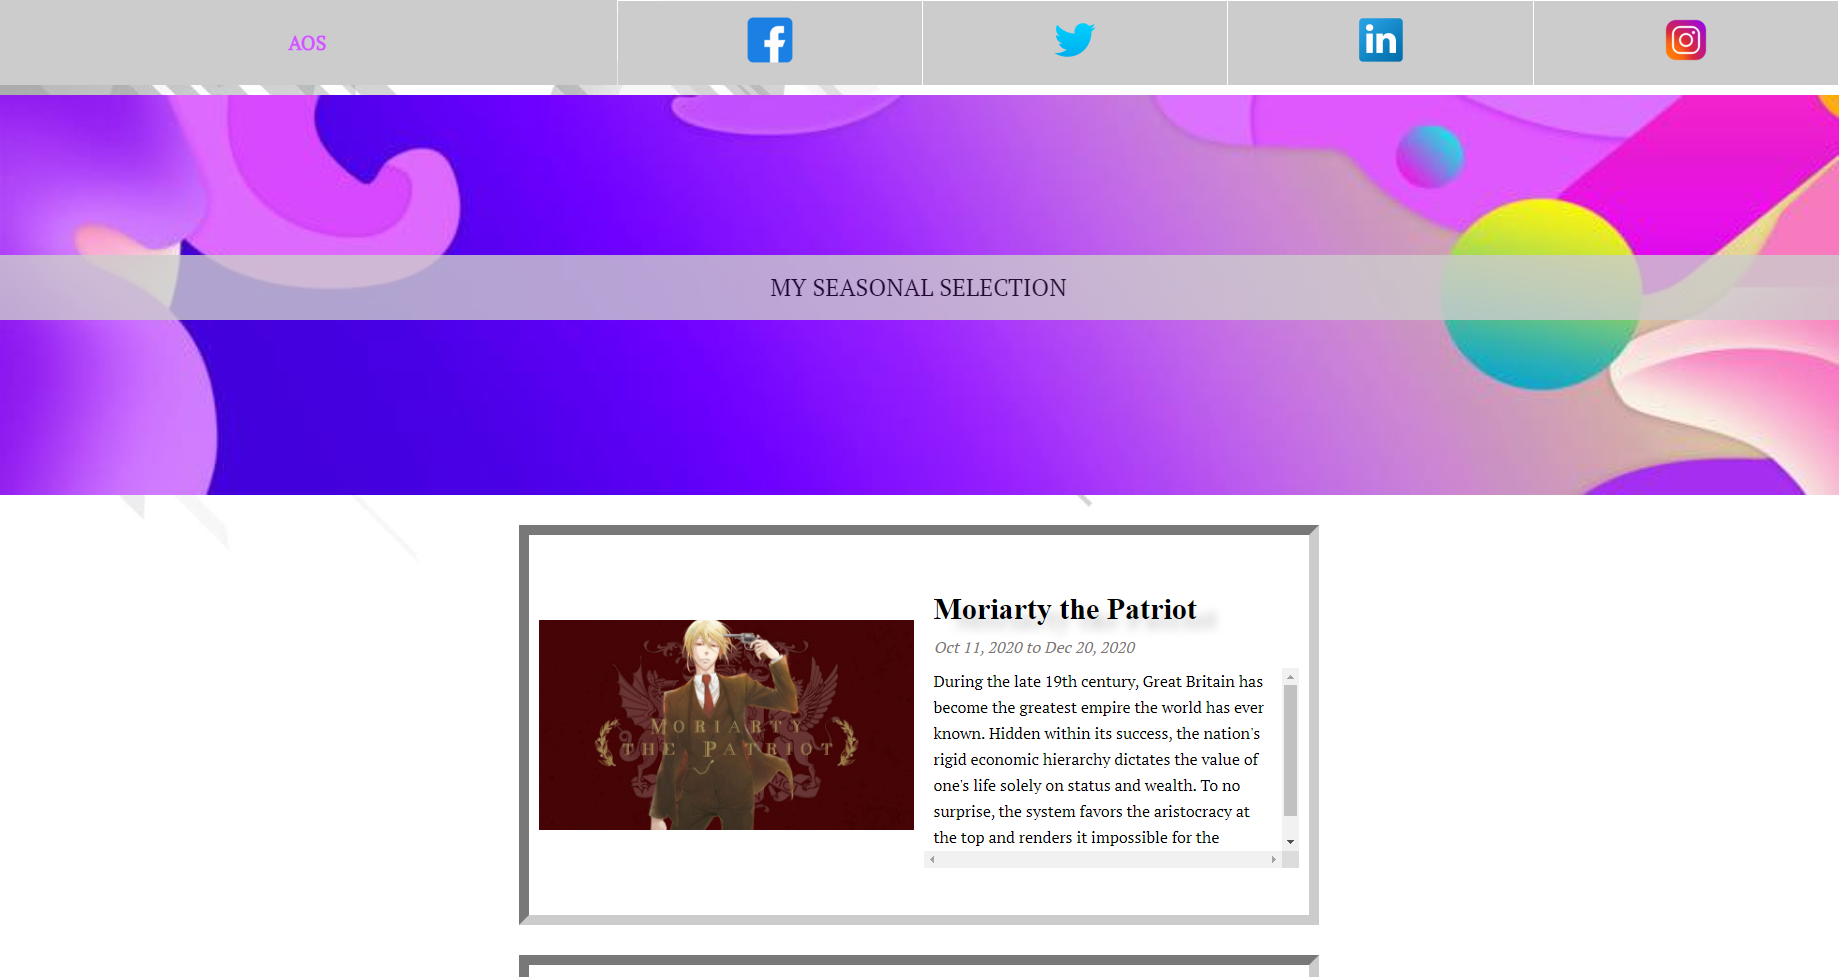 AOS
MY SEASONAL SELECTION
MORIARTY
THE PATRIOT
Moriarty the Patriot
Oct 11, 2020 to Dec 20, 2020
During the late 19th century, Great Britain has
become the greatest empire the world has ever
known. Hidden within its success, the nation's
rigid economic hierarchy dictates the value of
one's life solely on status and wealth. To no
surprise, the system favors the aristocracy at
the top and renders it impossible for the